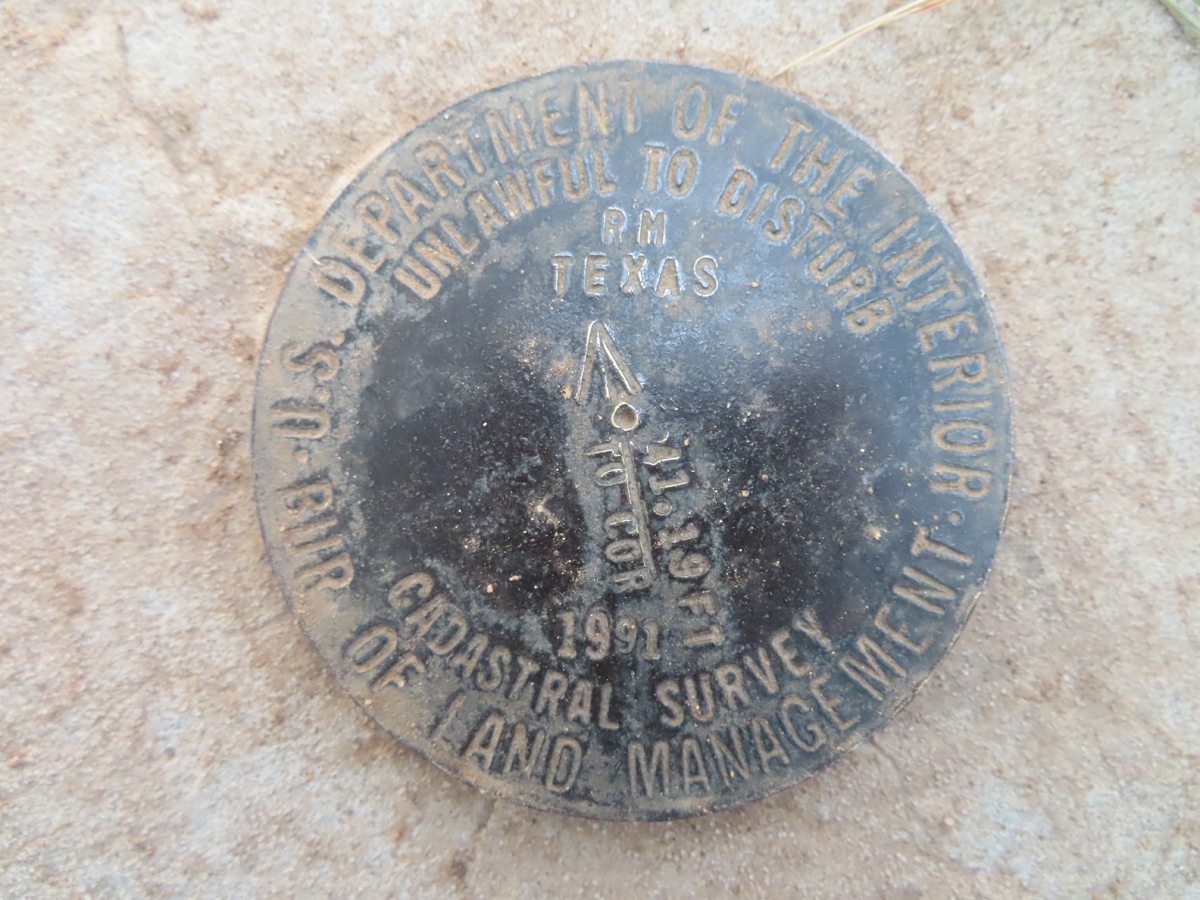 U.S. DEPARTMENT OF THE INTERIOR
UNLAWFUL TO DISTURB
RM
TEXAS
41.19 FT
TO COR
1991
CADASTRAL SURVEY
BUR OF LAND MANAGEMENT